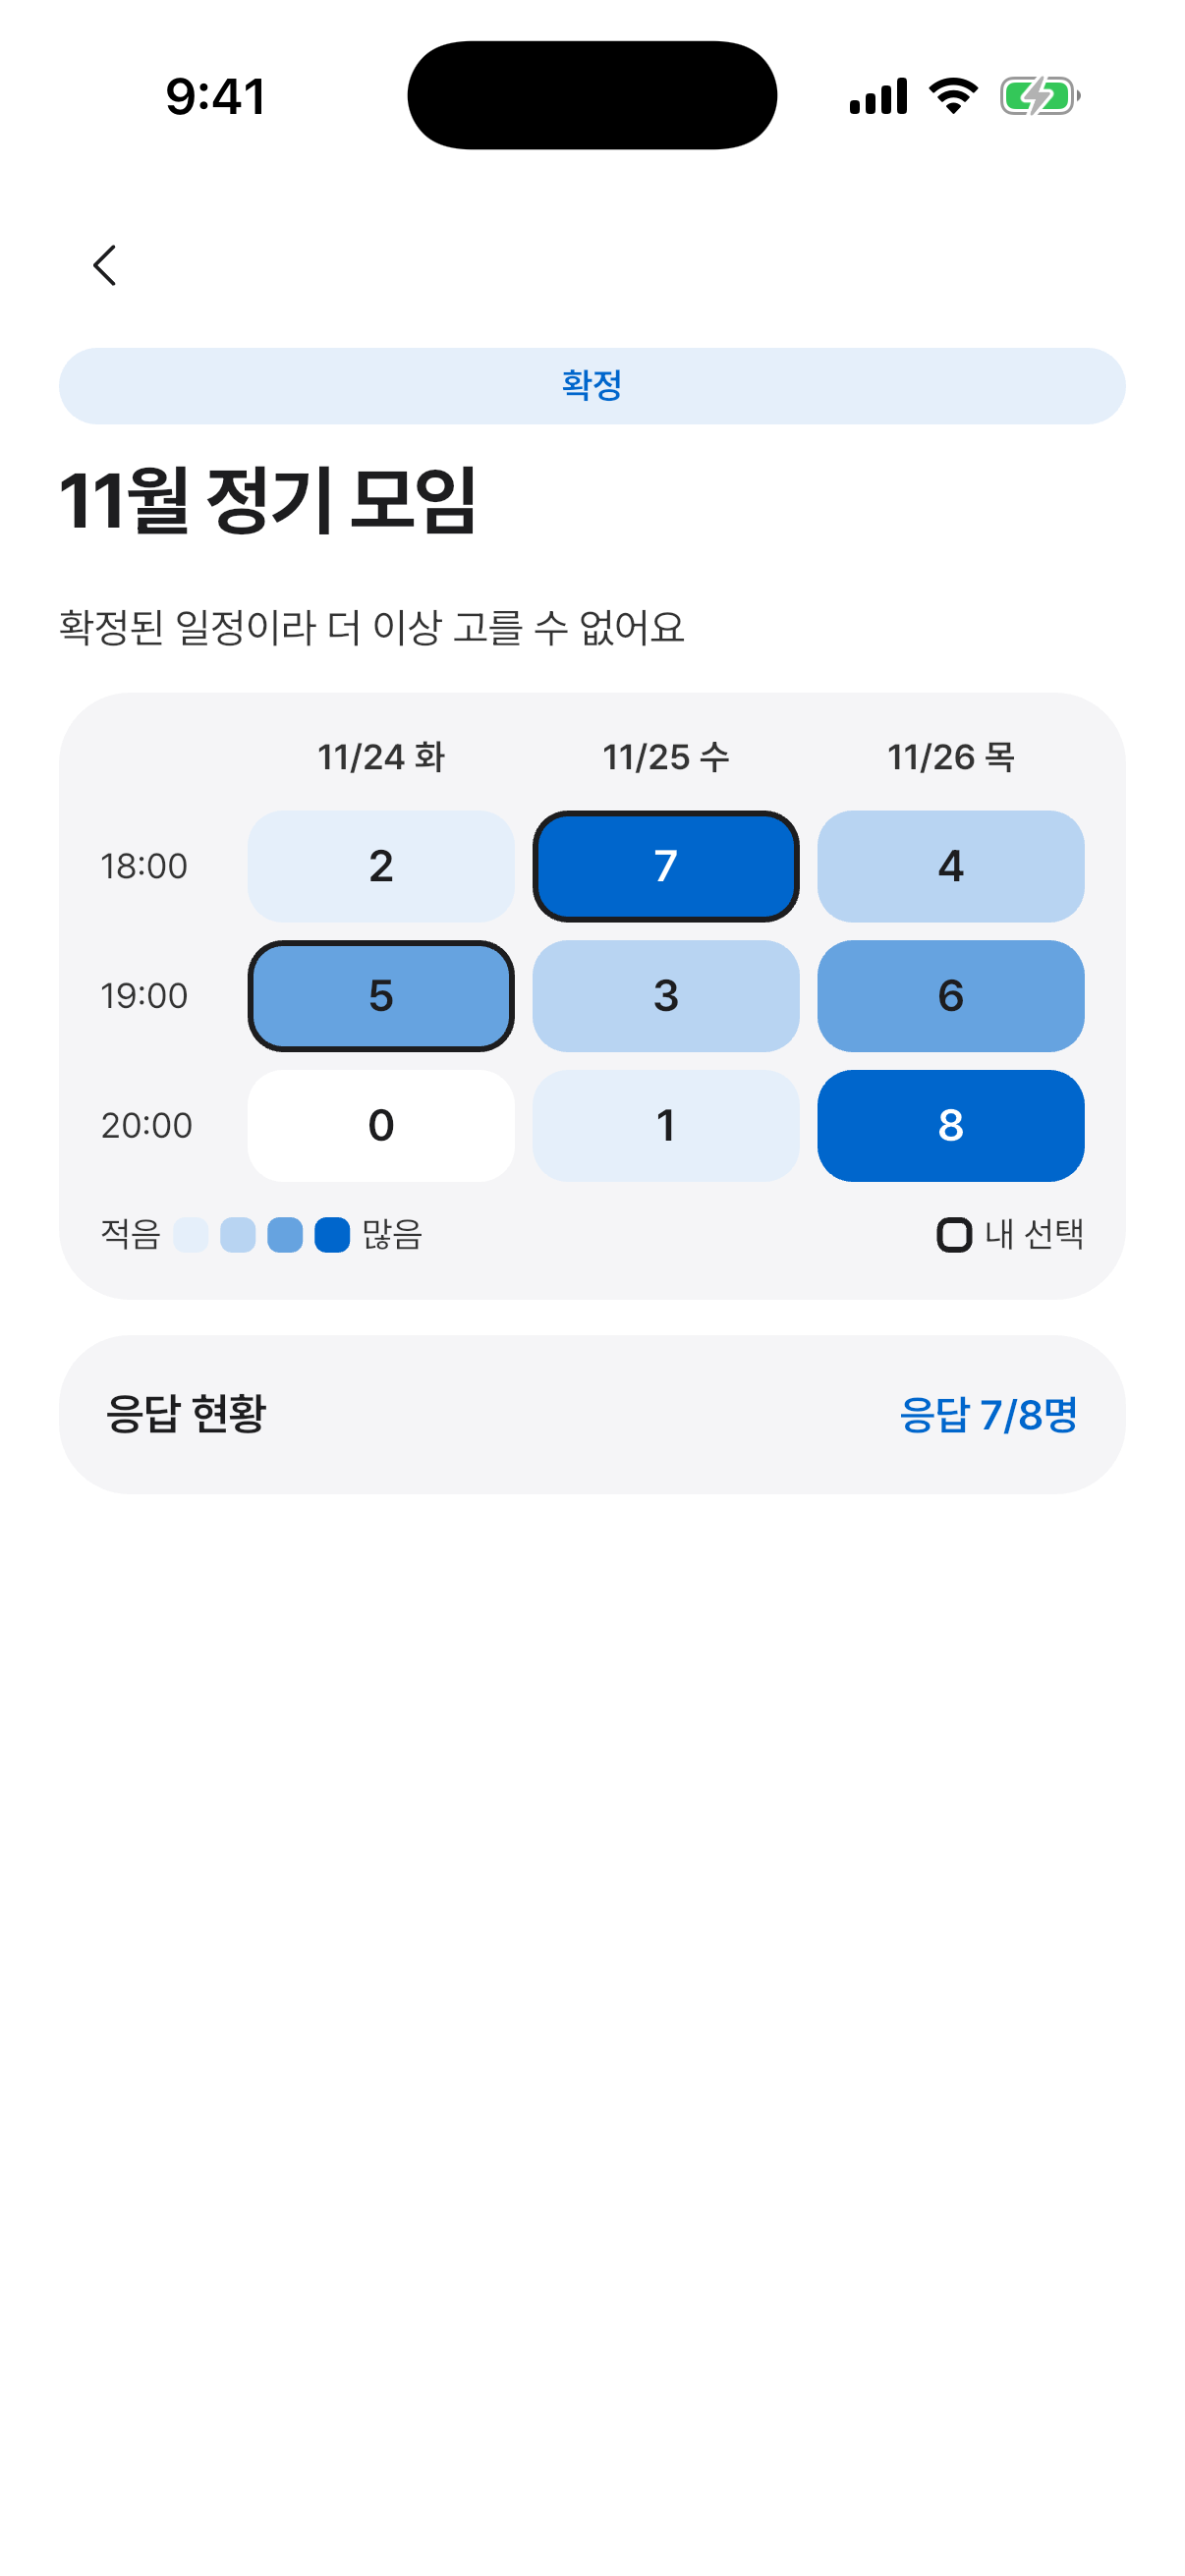 9:41
확정
11월 정기 모임
확정된 일정이라 더 이상 고를 수 없어요
11/24 화 11/25 수 11/26 목
18:00 2 7 4
19:00 5 3 6
20:00 0 1 8
적음 많음 내 선택
응답 현황 응답 7/8명